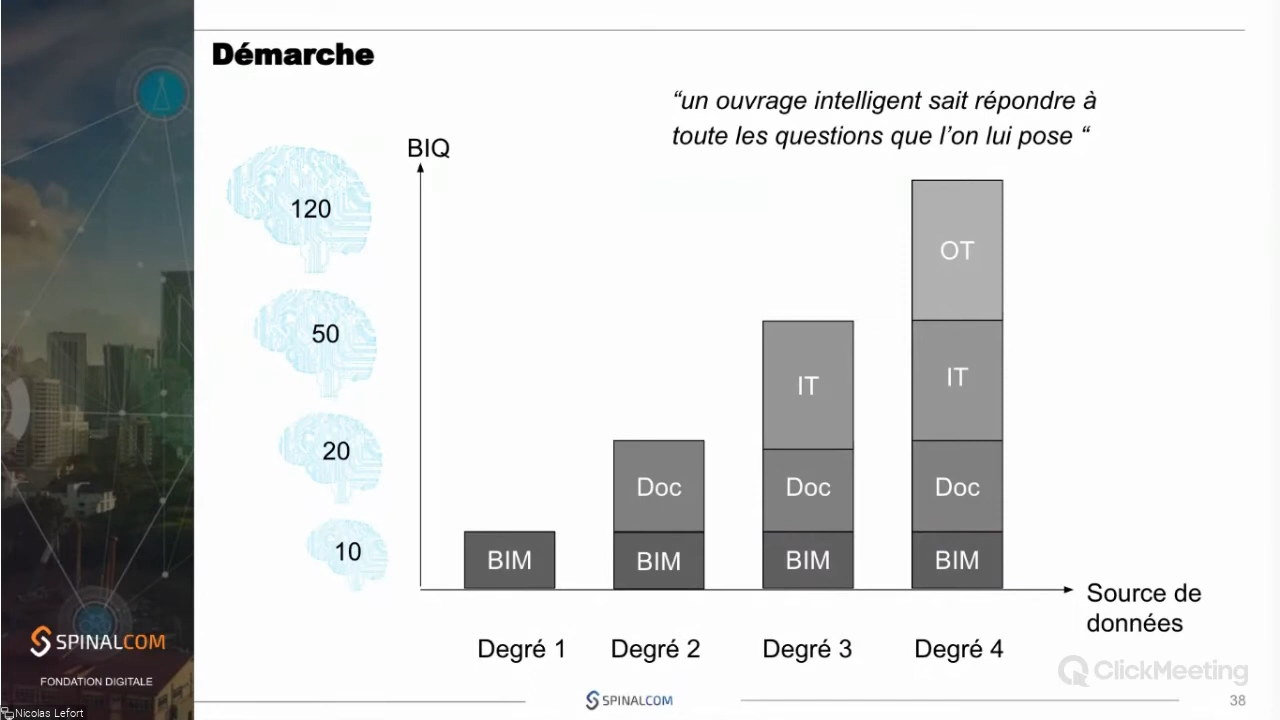 Démarche
“un ouvrage intelligent sait répondre à
toute les questions que l’on lui pose “
BIQ
120
50
20
10
OT
IT
IT
Doc
Doc
Doc
BIM
BIM
BIM
BIM
Source de
données
Degré 1
Degré 2
Degré 3
Degré 4
SPINALCOM
FONDATION DIGITALE
ClickMeeting
SPINALCOM
38
Nicolas Lefort